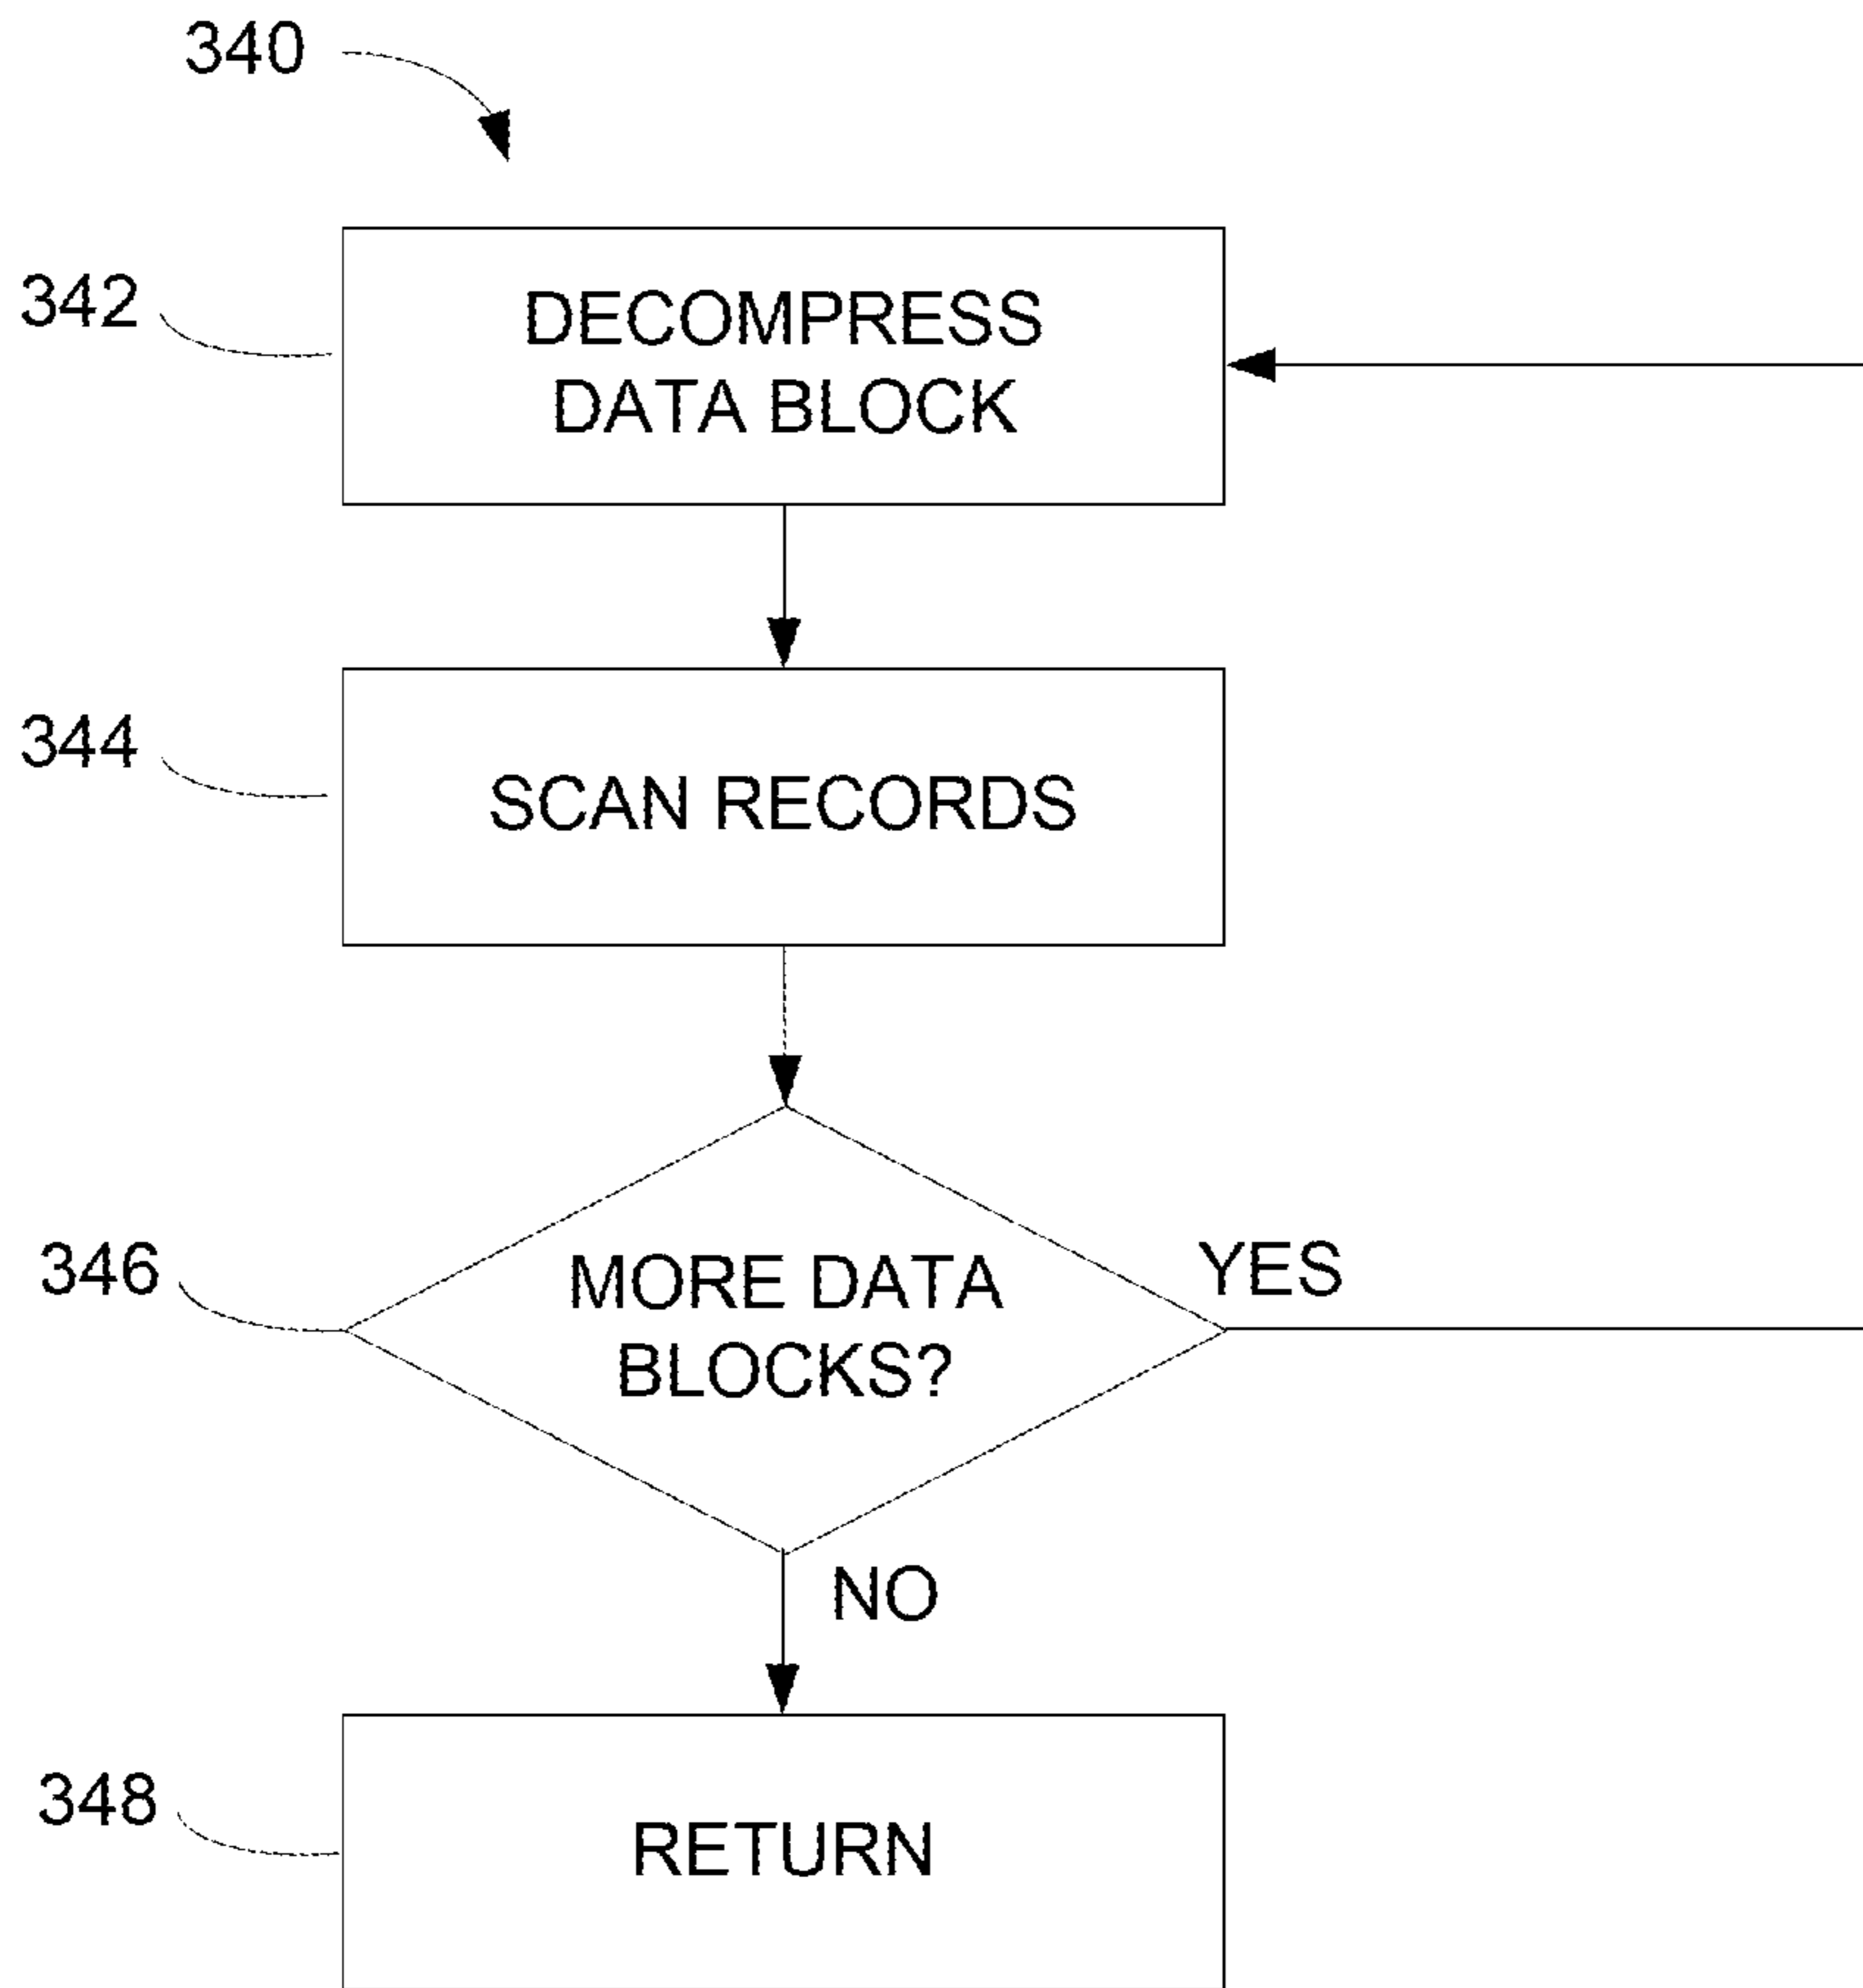 340
342
DECOMPRESS
DATA BLOCK
344
SCAN RECORDS
346
MORE DATA
BLOCKS?
YES
NO
348
RETURN